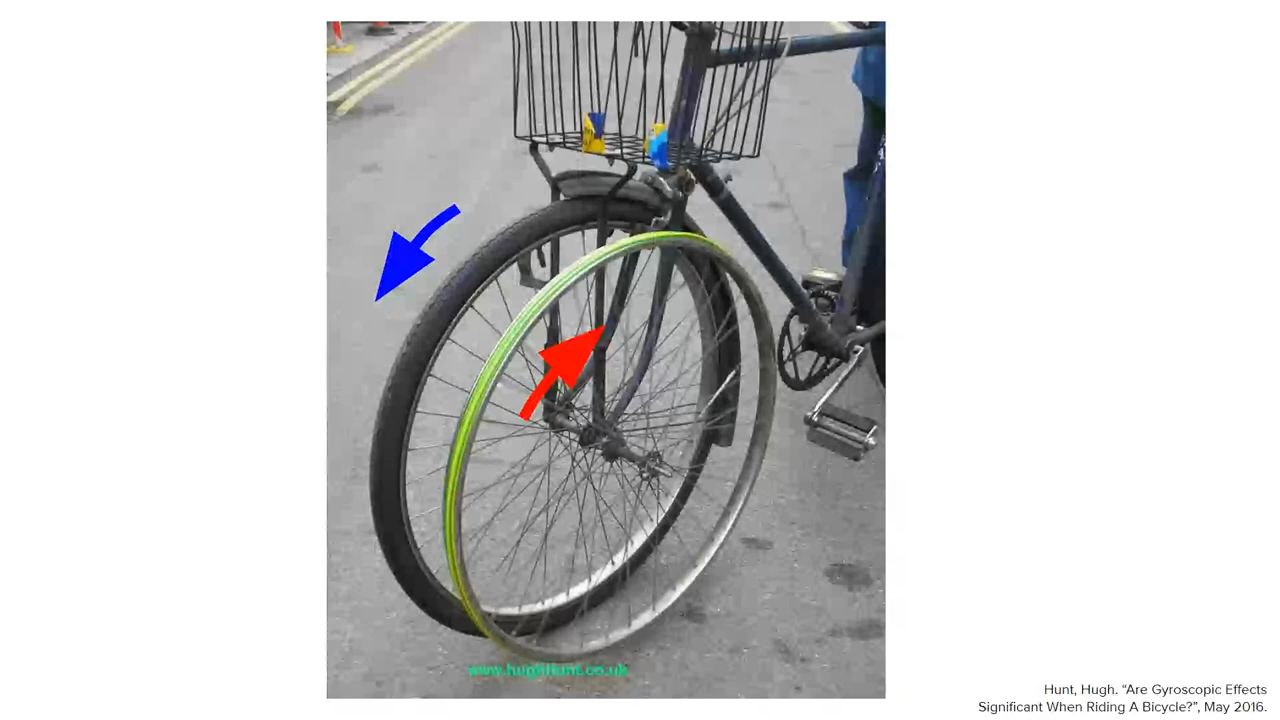 www.hughhunt.co.uk
Hunt, Hugh. “Are Gyroscopic Effects
Significant When Riding A Bicycle?”, May 2016.